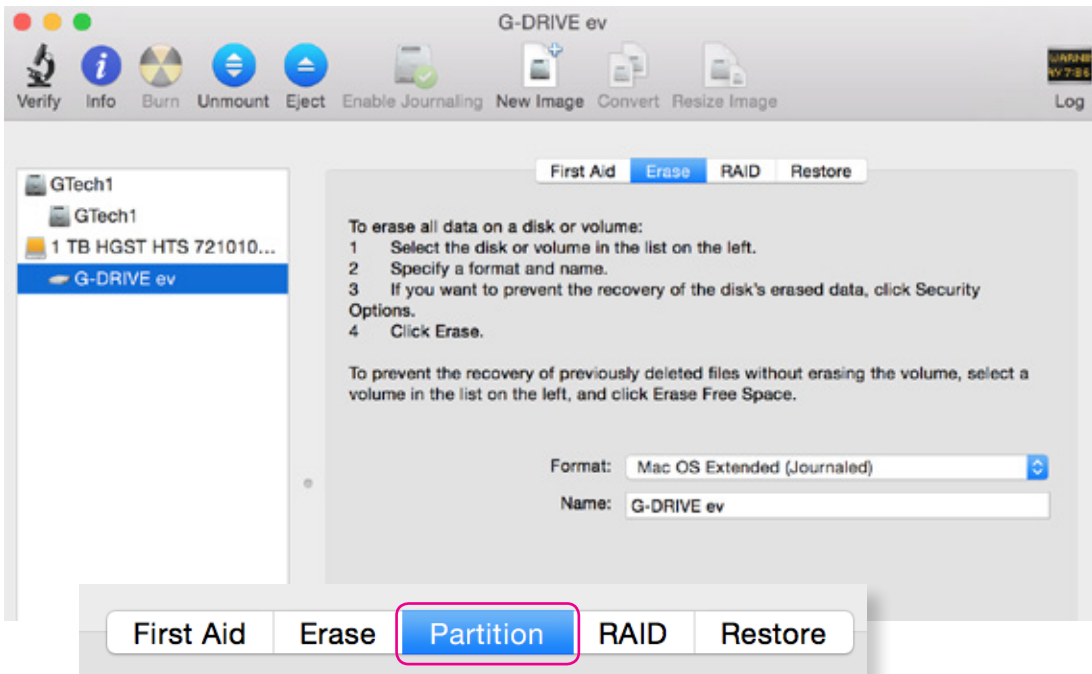 G-DRIVE ev
Verify Info Burn Unmount Eject Enable Journaling New Image Convert Resize Image Log
First Aid Erase RAID Restore
GTech1
GTech1
1 TB HGST HTS 721010...
G-DRIVE ev
To erase all data on a disk or volume:
1 Select the disk or volume in the list on the left.
2 Specify a format and name.
3 If you want to prevent the recovery of the disk's erased data, click Security
Options.
4 Click Erase.
To prevent the recovery of previously deleted files without erasing the volume, select a
volume in the list on the left, and click Erase Free Space.
Format: Mac OS Extended (Journaled)
Name: G-DRIVE ev
First Aid Erase Partition RAID Restore